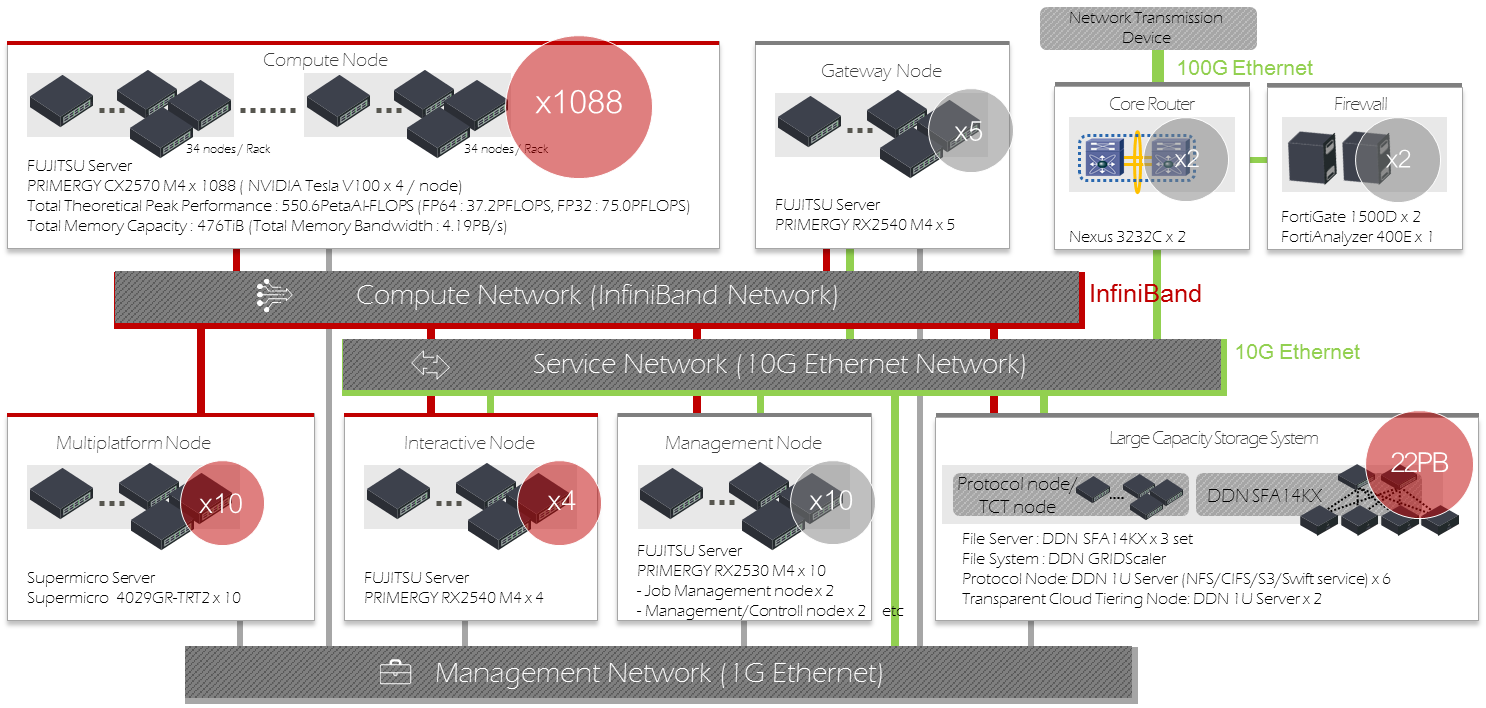 Network Transmission
Device
100G Ethernet
Compute Node
x1088
34 nodes / Rack
34 nodes / Rack
FUJITSU Server
PRIMERGY CX2570 M4 x 1088 ( NVIDIA Tesla V100 x 4 / node)
Total Theoretical Peak Performance : 550.6PetaAI-FLOPS (FP64 : 37.2PFLOPS, FP32 : 75.0PFLOPS)
Total Memory Capacity : 476TiB (Total Memory Bandwidth : 4.19PB/s)
Gateway Node
x5
FUJITSU Server
PRIMERGY RX2540 M4 x 5
Core Router
x2
Nexus 3232C x 2
Firewall
x2
FortiGate 1500D x 2
FortiAnalyzer 400E x 1
Compute Network (InfiniBand Network)
InfiniBand
Service Network (10G Ethernet Network)
10G Ethernet
Multiplatform Node
x10
Supermicro Server
Supermicro 4029GR-TRT2 x 10
Interactive Node
x4
FUJITSU Server
PRIMERGY RX2540 M4 x 4
Management Node
x10
FUJITSU Server
PRIMERGY RX2530 M4 x 10
- Job Management node x 2
- Management/Controll node x 2 etc
Large Capacity Storage System
22PB
Protocol node/
TCT node
DDN SFA14KX
File Server : DDN SFA14KX x 3 set
File System : DDN GRIDScaler
Protocol Node: DDN 1U Server (NFS/CIFS/S3/Swift service) x 6
Transparent Cloud Tiering Node: DDN 1U Server x 2
Management Network (1G Ethernet)